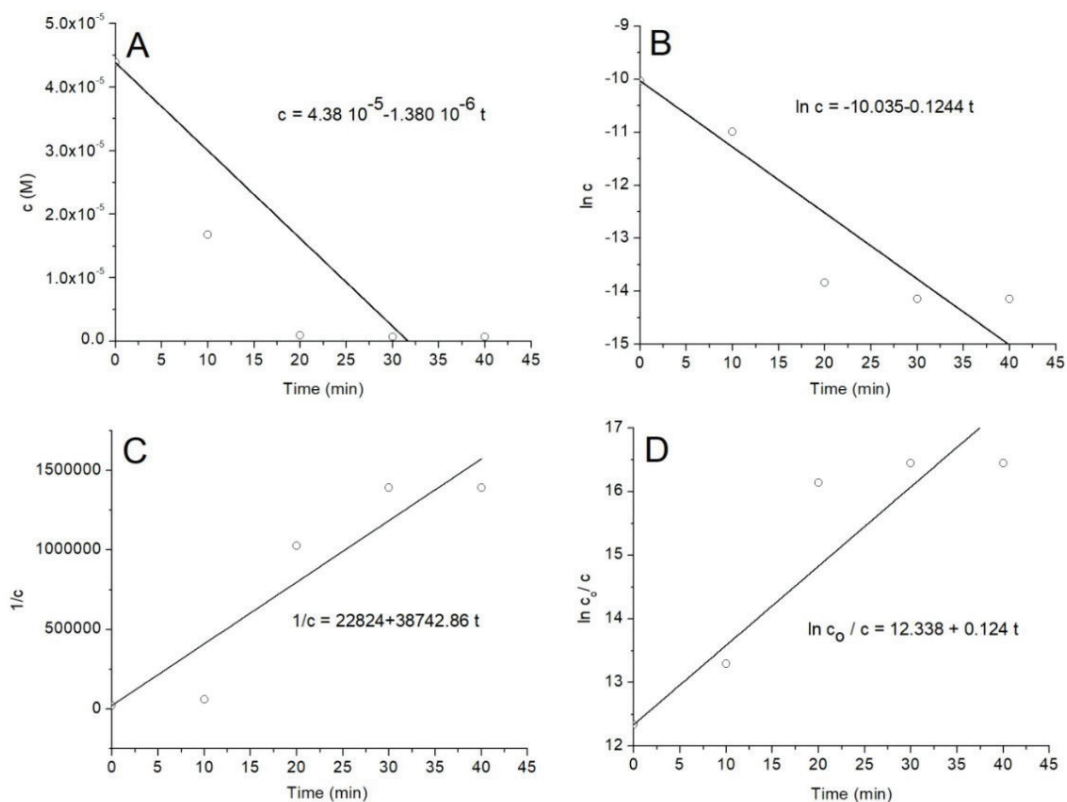 A
4.0x10-5
3.0x10-5
2.0x10-5
1.0x10-5
0.0
5.0x10-5
c (M)
c = 4.38 10-5-1.380 10-6 t
0 5 10 15 20 25 30 35 40 45
Time (min)
B
-9
-10
-11
-12
-13
-14
-15
ln c
ln c = -10.035-0.1244 t
0 5 10 15 20 25 30 35 40 45
Time (min)
C
1500000
1000000
500000
0
1/c
1/c = 22824+38742.86 t
0 5 10 15 20 25 30 35 40 45
Time (min)
D
17
16
15
14
13
12
ln co/ c
ln co / c = 12.338 + 0.124 t
0 5 10 15 20 25 30 35 40 45
Time (min)